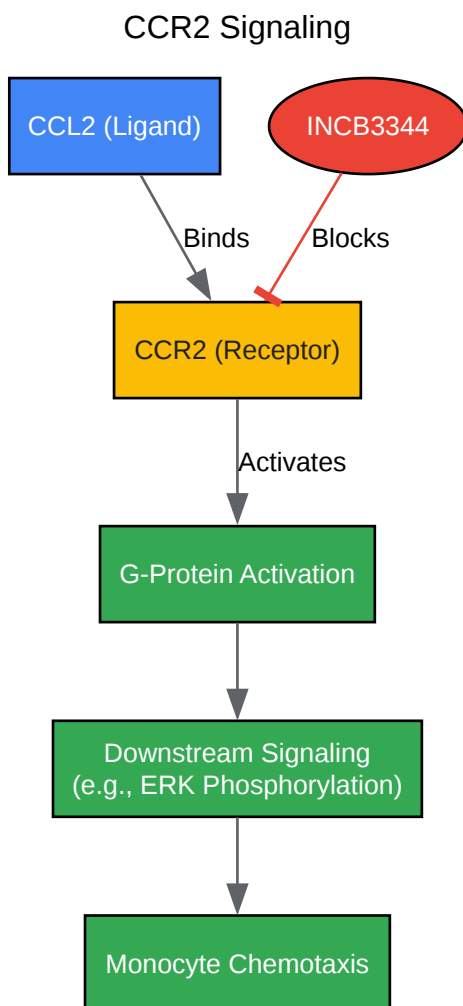 CCR2 Signaling
CCL2 (Ligand)
INCB3344
Binds
Blocks
CCR2 (Receptor)
Activates
G-Protein Activation
Downstream Signaling
(e.g., ERK Phosphorylation)
Monocyte Chemotaxis